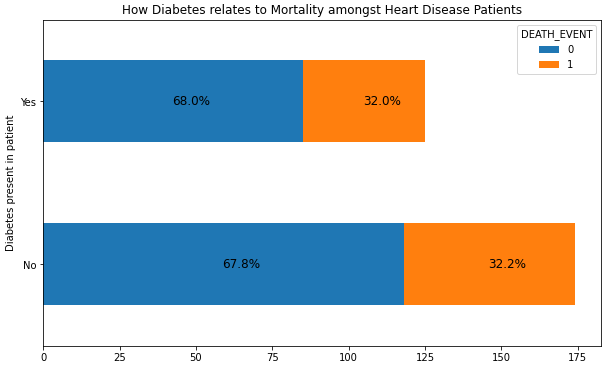 How Diabetes relates to Mortality amongst Heart Disease Patients
DEATH_EVENT
0
1
Diabetes present in patient
Yes
68.0%
32.0%
No
67.8%
32.2%
0
25
50
75
100
125
150
175